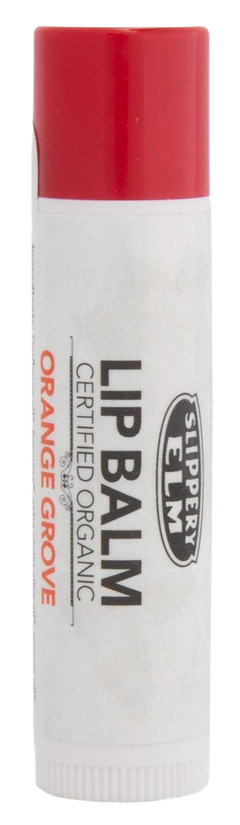 SLIPPERY
ELM
LIP BALM
CERTIFIED ORGANIC
ORANGE GROVE